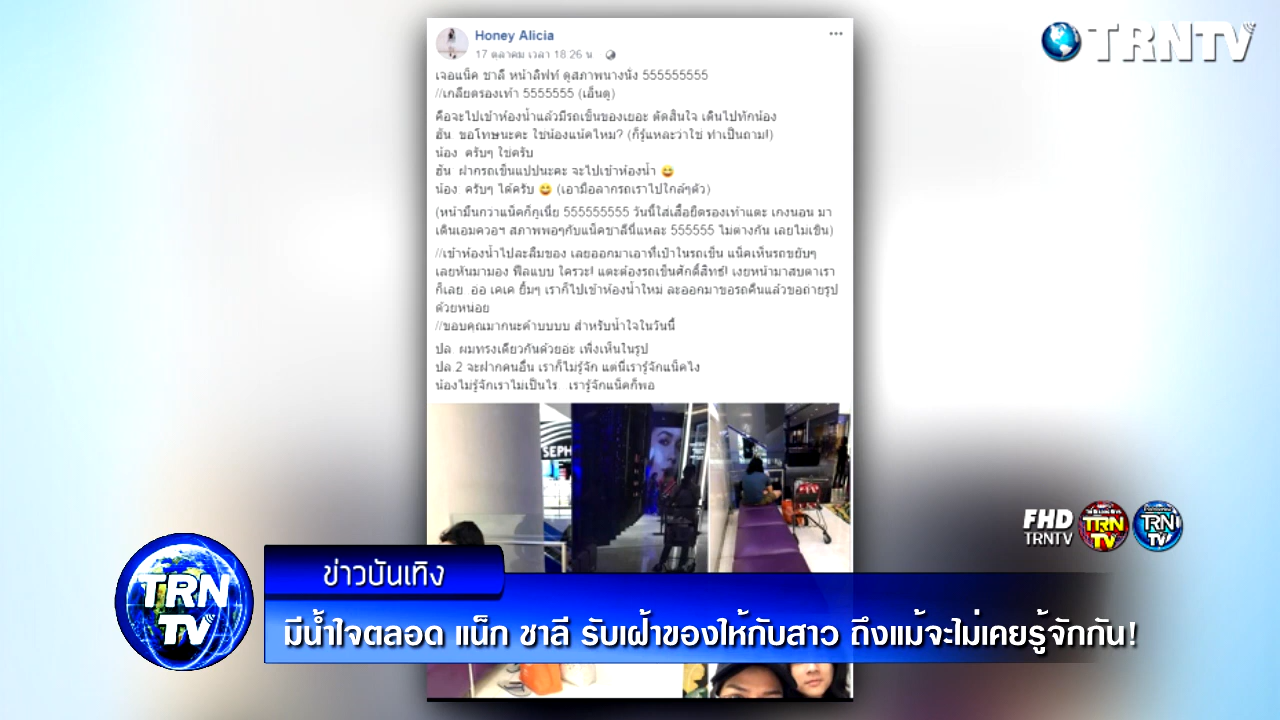 Honey Alicia
17 ตุลาคม เวลา 18:26 น
เจอแน็ค ชาลี หน้าลิฟท์ ดูสภาพนางนั่ง 555555555
//เกลียดรองเท้า 5555555 (เอ็นดู)
คือจะไปเข้าห้องน้ำแล้วมีรถเข็นของเยอะ ตัดสินใจ เดินไปทักน้อง
ฮัน ขอโทษนะคะ ใช่น้องแน้คไหม? (ก็รู้แหละว่าใช่ ทำเป็นถาม!)
น้อง ครับๆ ใช่ครับ
ฮัน ฝากรถเข็นแปปนะคะ จะไปเข้าห้องน้ำ 😄
น้อง ครับๆ ได้ครับ 😄 (เอามือลากรถเราไปใกล้ๆตัว)
(หน้ามึนกว่าแน็คก็กูเนี่ย 555555555 วันนี้ใส่เสื้อยืดรองเท้าแตะ เกงนอน มา
เดินเอมควอฯ สภาพพอๆกับแน็คชาลีนี่แหละ 555555 ไม่ต่างกัน เลยไม่เขิน)
//เข้าห้องน้ำไปละลืมของ เลยออกมาเอาที่เป้าในรถเข็น แน็คเห็นรถขยับๆ
เลยหันมามอง ฟีลแบบ ใครวะ! แตะต้องรถเข็นศักดิ์สิทธ์! เงยหน้ามาสบตาเรา
ก็เลย ออ เคเค ยิ้มๆ เราก็ไปเข้าห้องน้ำใหม่ ละออกมาขอรถคืนแล้วขอถ่ายรูป
ด้วยหน่อย
//ขอบคุณมากนะค้าบบบบ สำหรับน้ำใจในวันนี้
ปล ผมทรงเดียวกันด้วยอ่ะ เพิ่งเห็นในรูป
ปล 2 จะฝากคนอื่น เราก็ไม่รู้จัก แต่นี่เรารู้จักแน็คไง
น้องไม่รู้จักเราไม่เป็นไร เรารู้จักแน็คก็พอ
TRNTV
SEPH
FHD
TRNTV
TRN
TV
TRN
TV
TRN
TV
ข่าวบันเทิง
มีน้ำใจตลอด แน็ก ชาลี รับเฝ้าของให้กับสาว ถึงแม้จะไม่เคยรู้จักกัน!